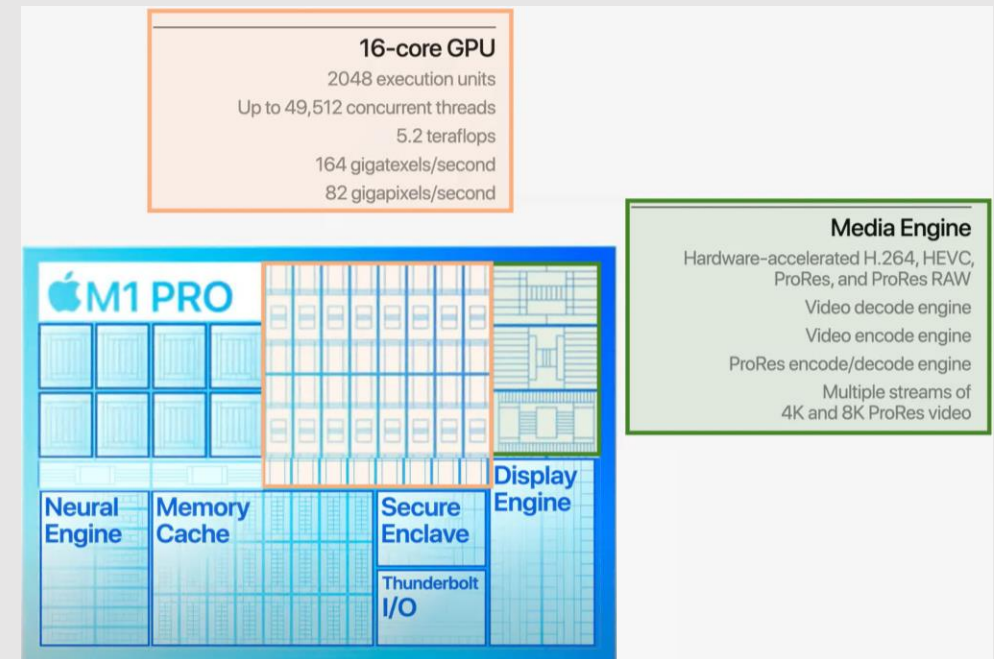 16-core GPU
2048 execution units
Up to 49,512 concurrent threads
5.2 teraflops
164 gigatexels/second
82 gigapixels/second
Media Engine
Hardware-accelerated H.264, HEVC,
ProRes, and ProRes RAW
Video decode engine
Video encode engine
ProRes encode/decode engine
Multiple streams of
4K and 8K ProRes video
M1 PRO
Neural
Engine
Memory
Cache
Secure
Enclave
Thunderbolt
I/O
Display
Engine